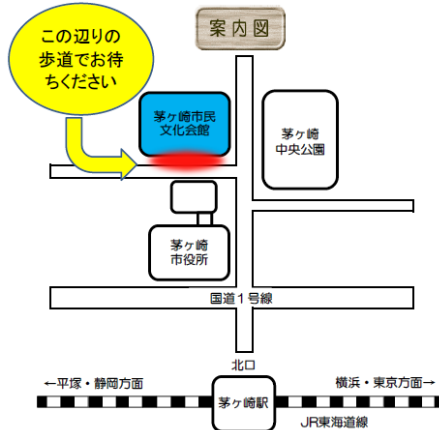 案内図
この辺りの
歩道でお待
ちください
茅ヶ崎市民
文化会館
茅ヶ崎
中央公園
茅ヶ崎
市役所
国道1号線
北口
←平塚・静岡方面
横浜・東京方面→
茅ヶ崎駅
JR東海道線